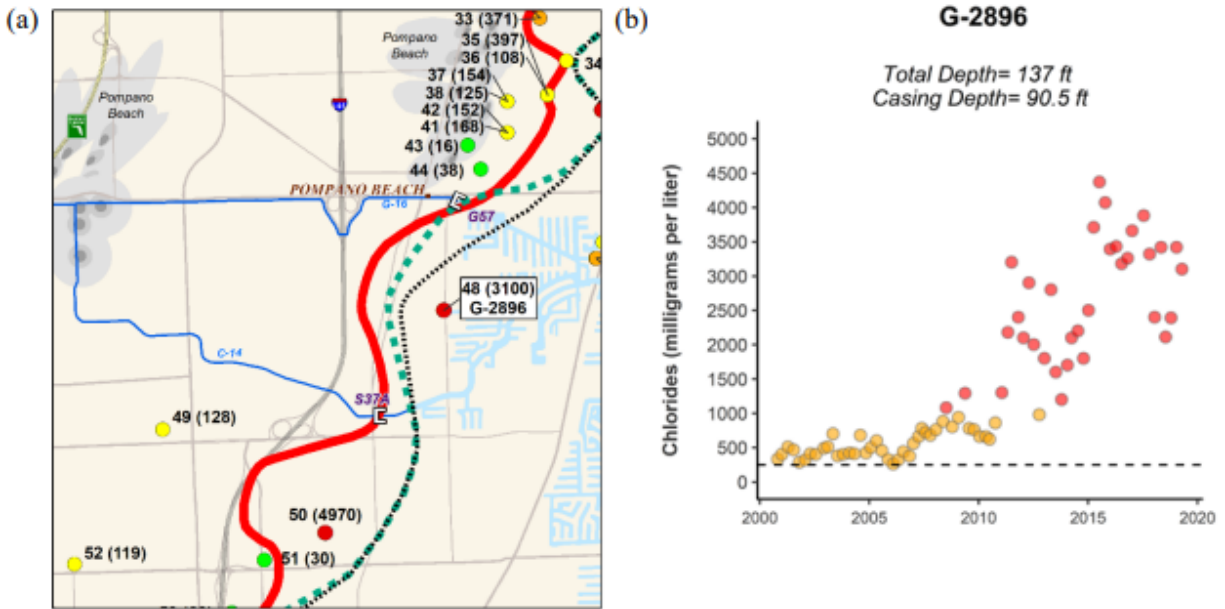 (a)
33 (371)
35 (397)
36 (108)
37 (154)
38 (125)
42 (152)
41 (168)
43 (16)
44 (38)
34
Pompano
Beach
Pompano
Beach
POMPANO BEACH
G-16
G57
48 (3100)
G-2896
C-14
S37A
49 (128)
50 (4970)
51 (30)
52 (119)
(b)
G-2896
Total Depth= 137 ft
Casing Depth= 90.5 ft
Chlorides (milligrams per liter)
5000
4500
4000
3500
3000
2500
2000
1500
1000
500
0
2000
2005
2010
2015
2020